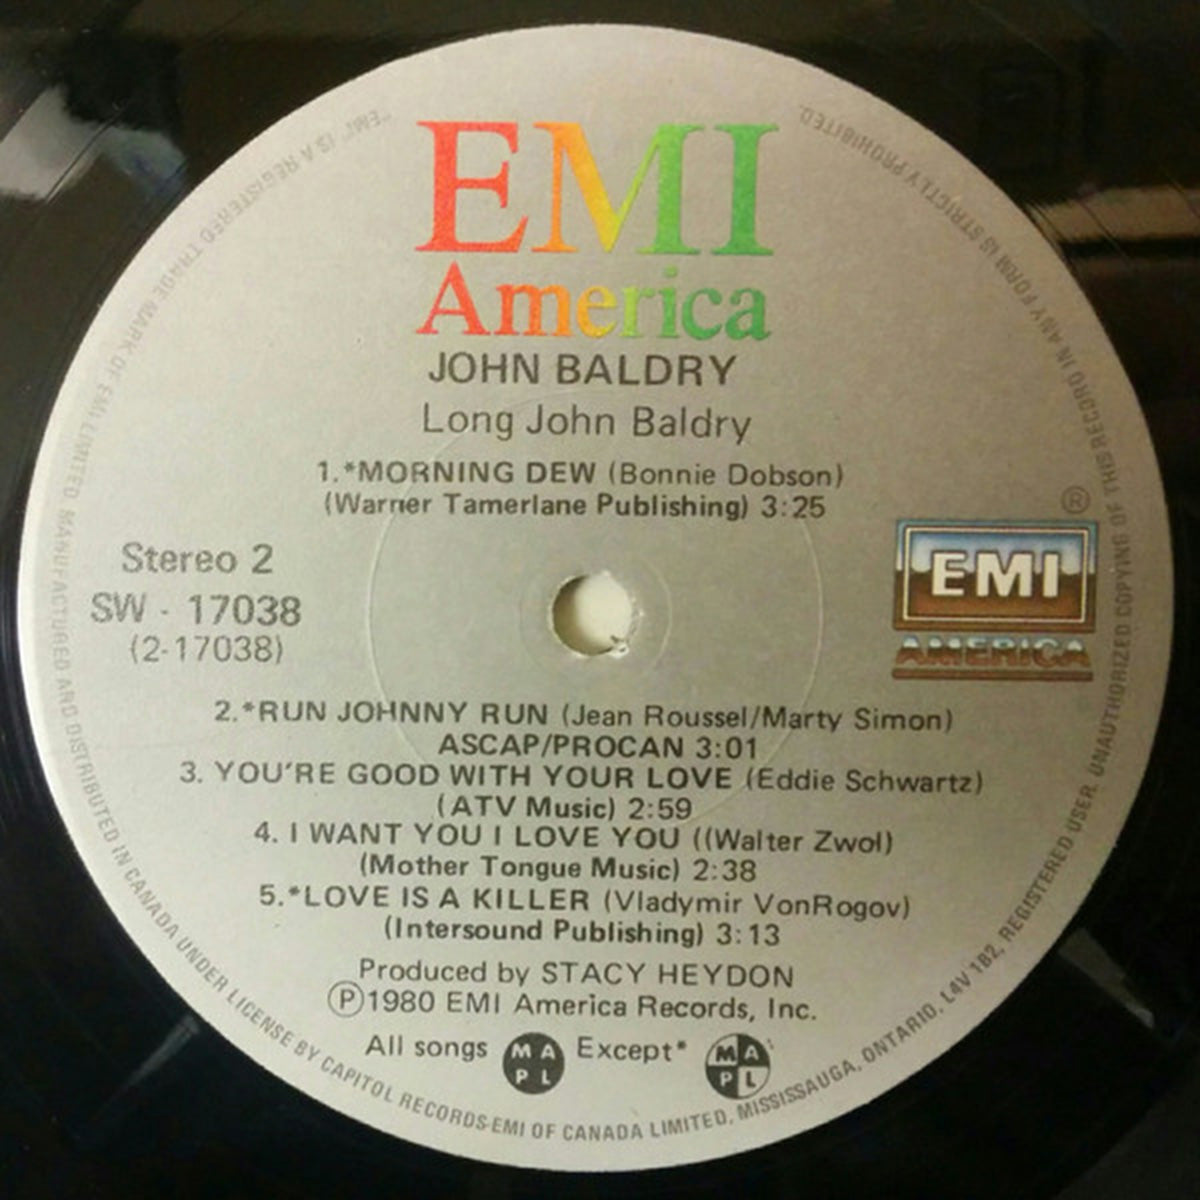 EMI
America
JOHN BALDRY
Long John Baldry
1.*MORNING DEW (Bonnie Dobson)
(Warner Tamerlane Publishing) 3:25
Stereo 2
SW - 17038
(2-17038)
®
EMI
AMERICA
2.*RUN JOHNNY RUN (Jean Roussel/Marty Simon)
ASCAP/PROCAN 3:01
3. YOU'RE GOOD WITH YOUR LOVE (Eddie Schwartz)
(ATV Music) 2:59
4. I WANT YOU I LOVE YOU ((Walter Zwol)
(Mother Tongue Music) 2:38
5.*LOVE IS A KILLER (Vladymir VonRogov)
(Intersound Publishing) 3:13
Produced by STACY HEYDON
Ⓟ1980 EMI America Records, Inc.
All songs MAPL Except* MAPL
"EMI" IS A REGISTERED TRADE MARK OF EMI LIMITED. MANUFACTURED AND DISTRIBUTED IN CANADA UNDER LICENSE BY CAPITOL RECORDS-EMI OF CANADA LIMITED, MISSISSAUGA, ONTARIO, L4V 1B2, REGISTERED USER. UNAUTHORIZED COPYING OF THIS RECORD IN ANY FORM IS STRICTLY PROHIBITED.